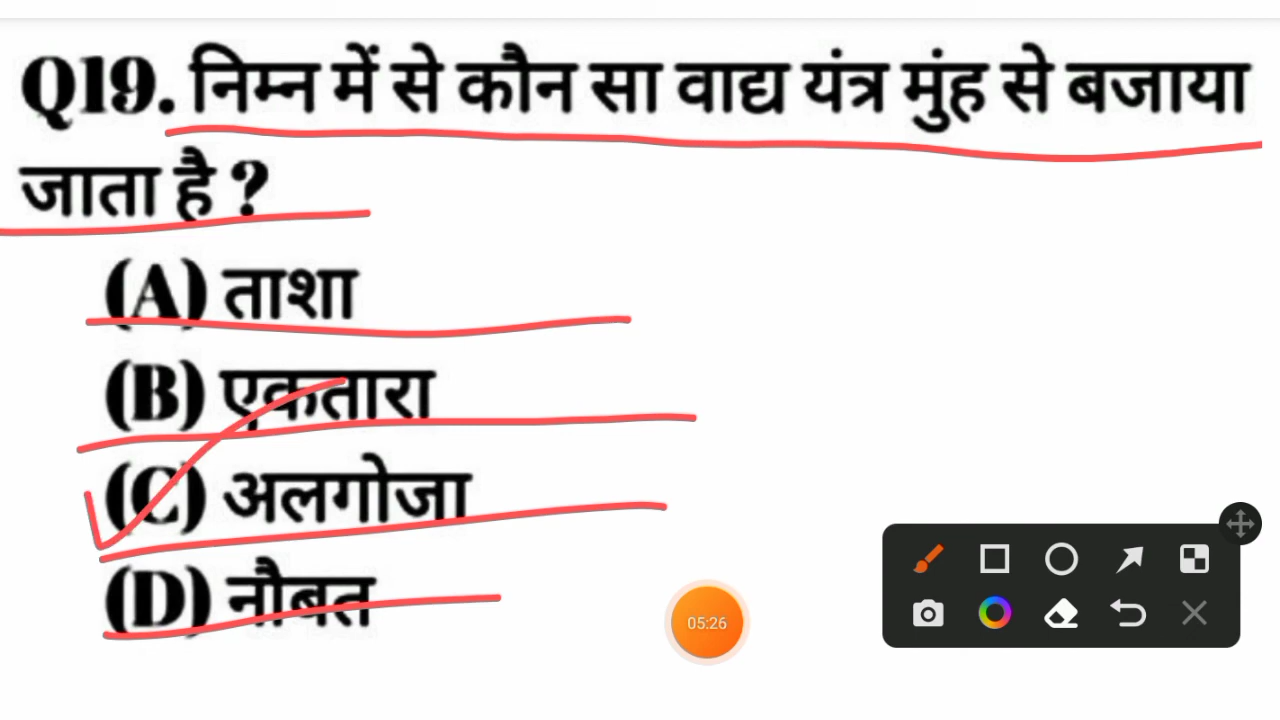 Q19. निम्न में से कौन सा वाद्य यंत्र मुंह से बजाया
जाता है ?
(A) ताशा
(B) एकतारा
(C) अलगोजा
(D) नौबत
05:26